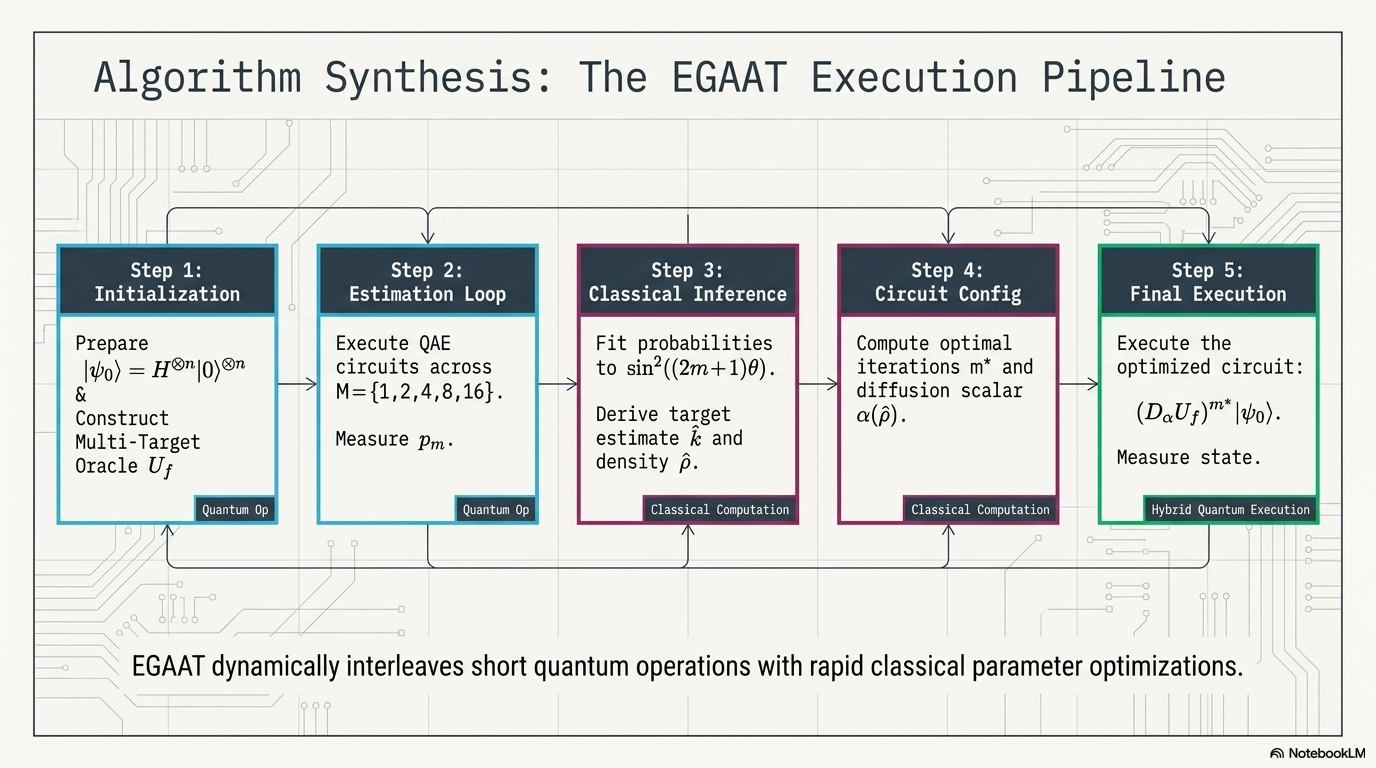 Algorithm Synthesis: The EGAAT Execution Pipeline
Step 1:
Initialization
Prepare
|ψ₀⟩ = H^{⊗n}|0⟩^{⊗n}
&
Construct
Multi-Target
Oracle U_f
Quantum Op
Step 2:
Estimation Loop
Execute QAE
circuits across
M={1,2,4,8,16}.
Measure p_m.
Quantum Op
Step 3:
Classical Inference
Fit probabilities
to sin²((2m+1)θ).
Derive target
estimate k̂ and
density ρ̂.
Classical Computation
Step 4:
Circuit Config
Compute optimal
iterations m* and
diffusion scalar
α(ρ̂).
Classical Computation
Step 5:
Final Execution
Execute the
optimized circuit:
(D_αU_f)^{m*}|ψ₀⟩.
Measure state.
Hybrid Quantum Execution
EGAAT dynamically interleaves short quantum operations with rapid classical parameter optimizations.
NotebookLM